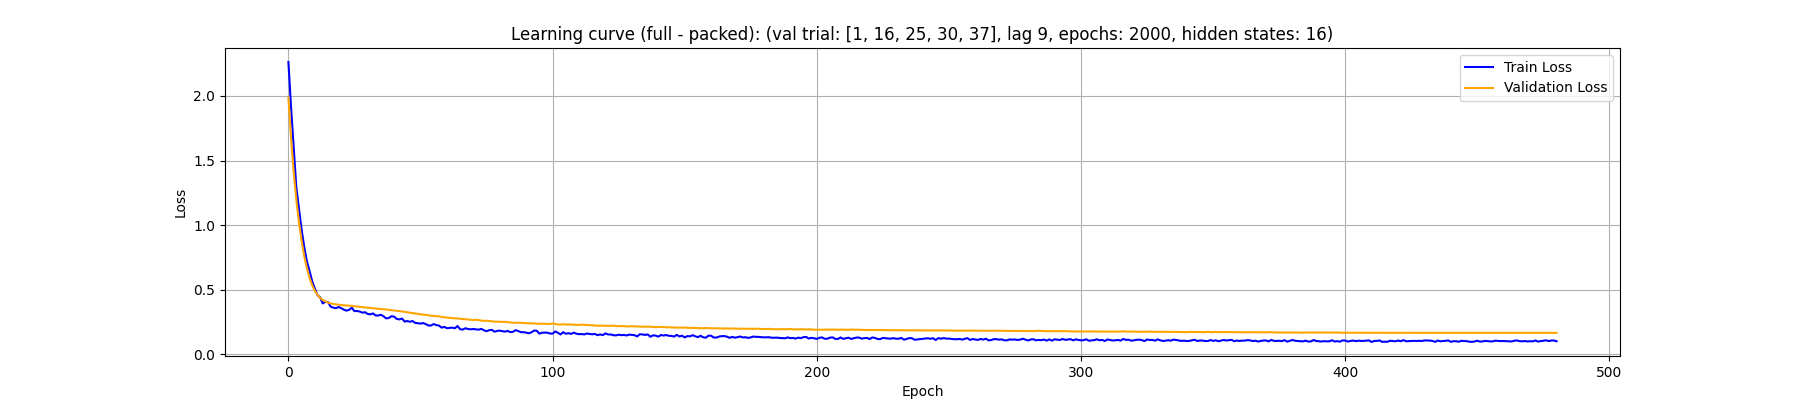 Learning curve (full - packed): (val trial: [1, 16, 25, 30, 37], lag 9, epochs: 2000, hidden states: 16)
Train Loss
Validation Loss
2.0
1.5
1.0
0.5
0.0
Loss
0
100
200
300
400
500
Epoch